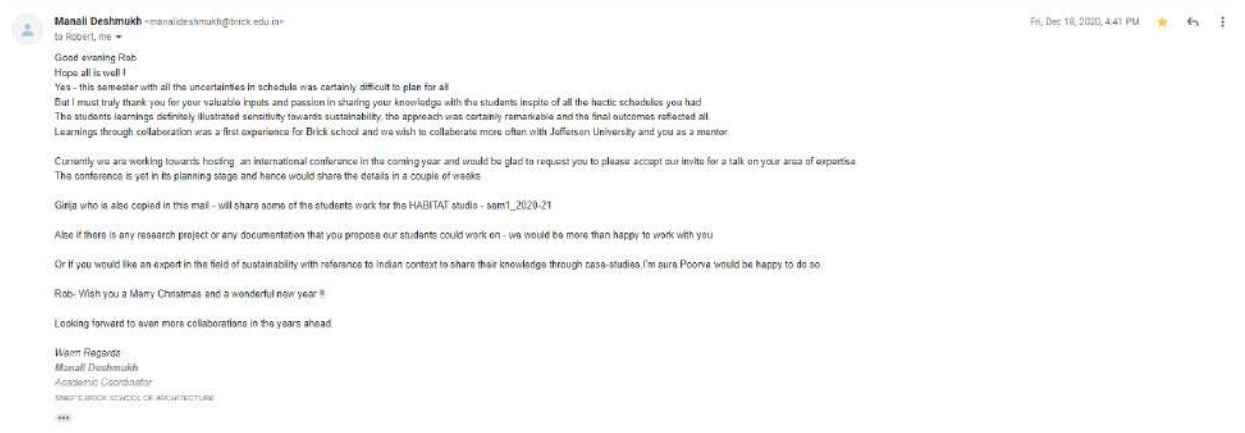 Manali Deshmukh <manalideshmukh@brick.edu.in>
Fri, Dec 18, 2020, 4:41 PM
to Robert, me
Good evening Rob
Hope all is well !
Yes - this semester with all the uncertainties in schedule was certainly difficult to plan for all
But I must truly thank you for your valuable inputs and passion in sharing your knowledge with the students inspite of all the hectic schedules you had.
The students learnings definitely illustrated sensitivity towards sustainability, the approach was certainly remarkable and the final outcomes reflected all.
Learnings through collaboration was a first experience for Brick school and we wish to collaborate more often with Jefferson University and you as a mentor.
Currently we are working towards hosting an international conference in the coming year and would be glad to request you to please accept our invite for a talk on your area of expertise.
The conference is yet in its planning stage and hence would share the details in a couple of weeks
Girija who is also copied in this mail - will share some of the students work for the HABITAT studio - sem1_2020-21
Also if there is any research project or any documentation that you propose our students could work on - we would be more than happy to work with you
Or if you would like an expert in the field of sustainability with reference to Indian context to share their knowledge through case-studies,I'm sure Poorva would be happy to do so.
Rob- Wish you a Marry Christmas and a wonderful new year !!
Looking forward to even more collaborations in the years ahead.
Warm Regards
Manali Deshmukh
Academic Coordinator
SMEF'S BRICK SCHOOL OF ARCHITECTURE